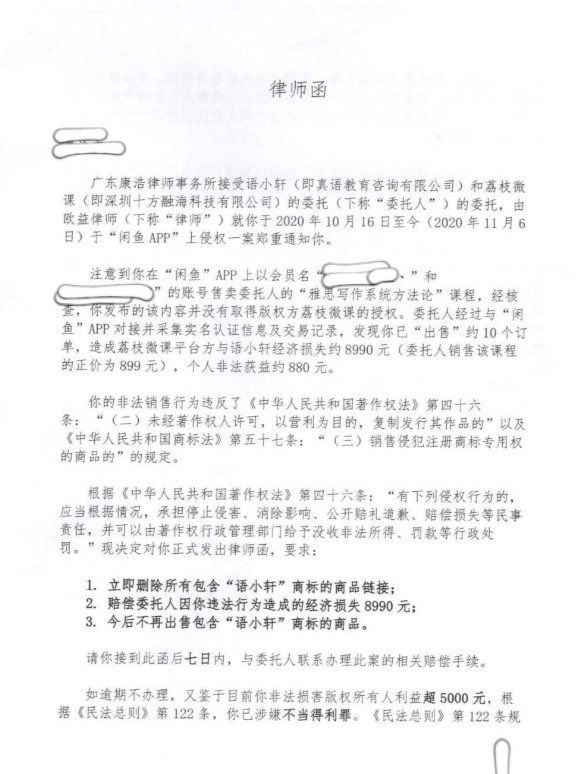 律师函
广东康浩律师事务所接受语小轩（即真语教育咨询有限公司）和荔枝微
课（即深圳十方融海科技有限公司）的委托（下称“委托人”）的委托，由
欧益律师（下称“律师”）就你于 2020 年 10 月 16 日至今（2020 年 11 月 6
日）于“闲鱼 APP”上侵权一案郑重通知你。
注意到你在“闲鱼”APP 上以会员名“ ”和
“ ”的账号售卖委托人的“雅思写作系统方法论”课程，经核
查，你发布的该内容并没有取得版权方荔枝微课的授权。委托人经过与“闲
鱼”APP 对接并采集实名认证信息及交易记录，发现你已“出售”约 10 个订
单，造成荔枝微课平台方与语小轩经济损失约 8990 元（委托人销售该课程
的正价为 899 元），个人非法获益约 880 元。
你的非法销售行为违反了《中华人民共和国著作权法》第四十六
条：“（二）未经著作权人许可，以营利为目的，复制发行其作品的”以及
《中华人民共和国商标法》第五十七条：“（三）销售侵犯注册商标专用权
的商品的”的规定。
根据《中华人民共和国著作权法》第四十六条：“有下列侵权行为的，
应当根据情况，承担停止侵害、消除影响、公开赔礼道歉、赔偿损失等民事
责任，并可以由著作权行政管理部门给予没收非法所得、罚款等行政处
罚。”现决定对你正式发出律师函，要求：
1. 立即删除所有包含“语小轩”商标的商品链接；
2. 赔偿委托人因你违法行为造成的经济损失 8990 元；
3. 今后不再出售包含“语小轩”商标的商品。
请你接到此函后七日内，与委托人联系办理此案的相关赔偿手续。
如逾期不办理，又鉴于目前你非法损害版权所有人利益超 5000 元，根
据《民法总则》第 122 条，你已涉嫌不当得利罪。《民法总则》第 122 条规